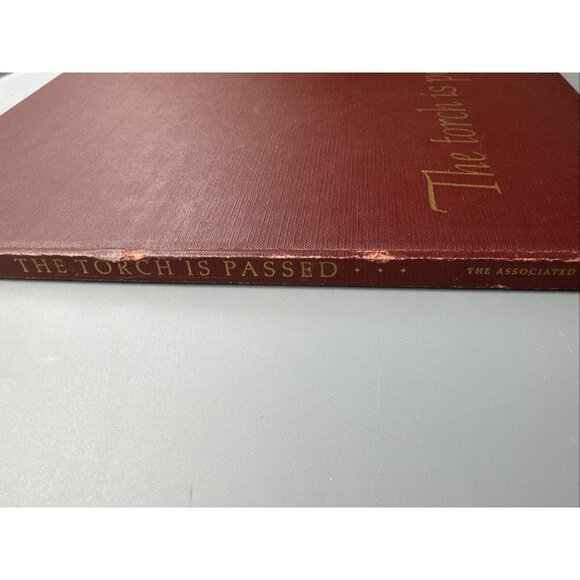 The torch is p
THE TORCH IS PASSED + + + THE ASSOCIATED